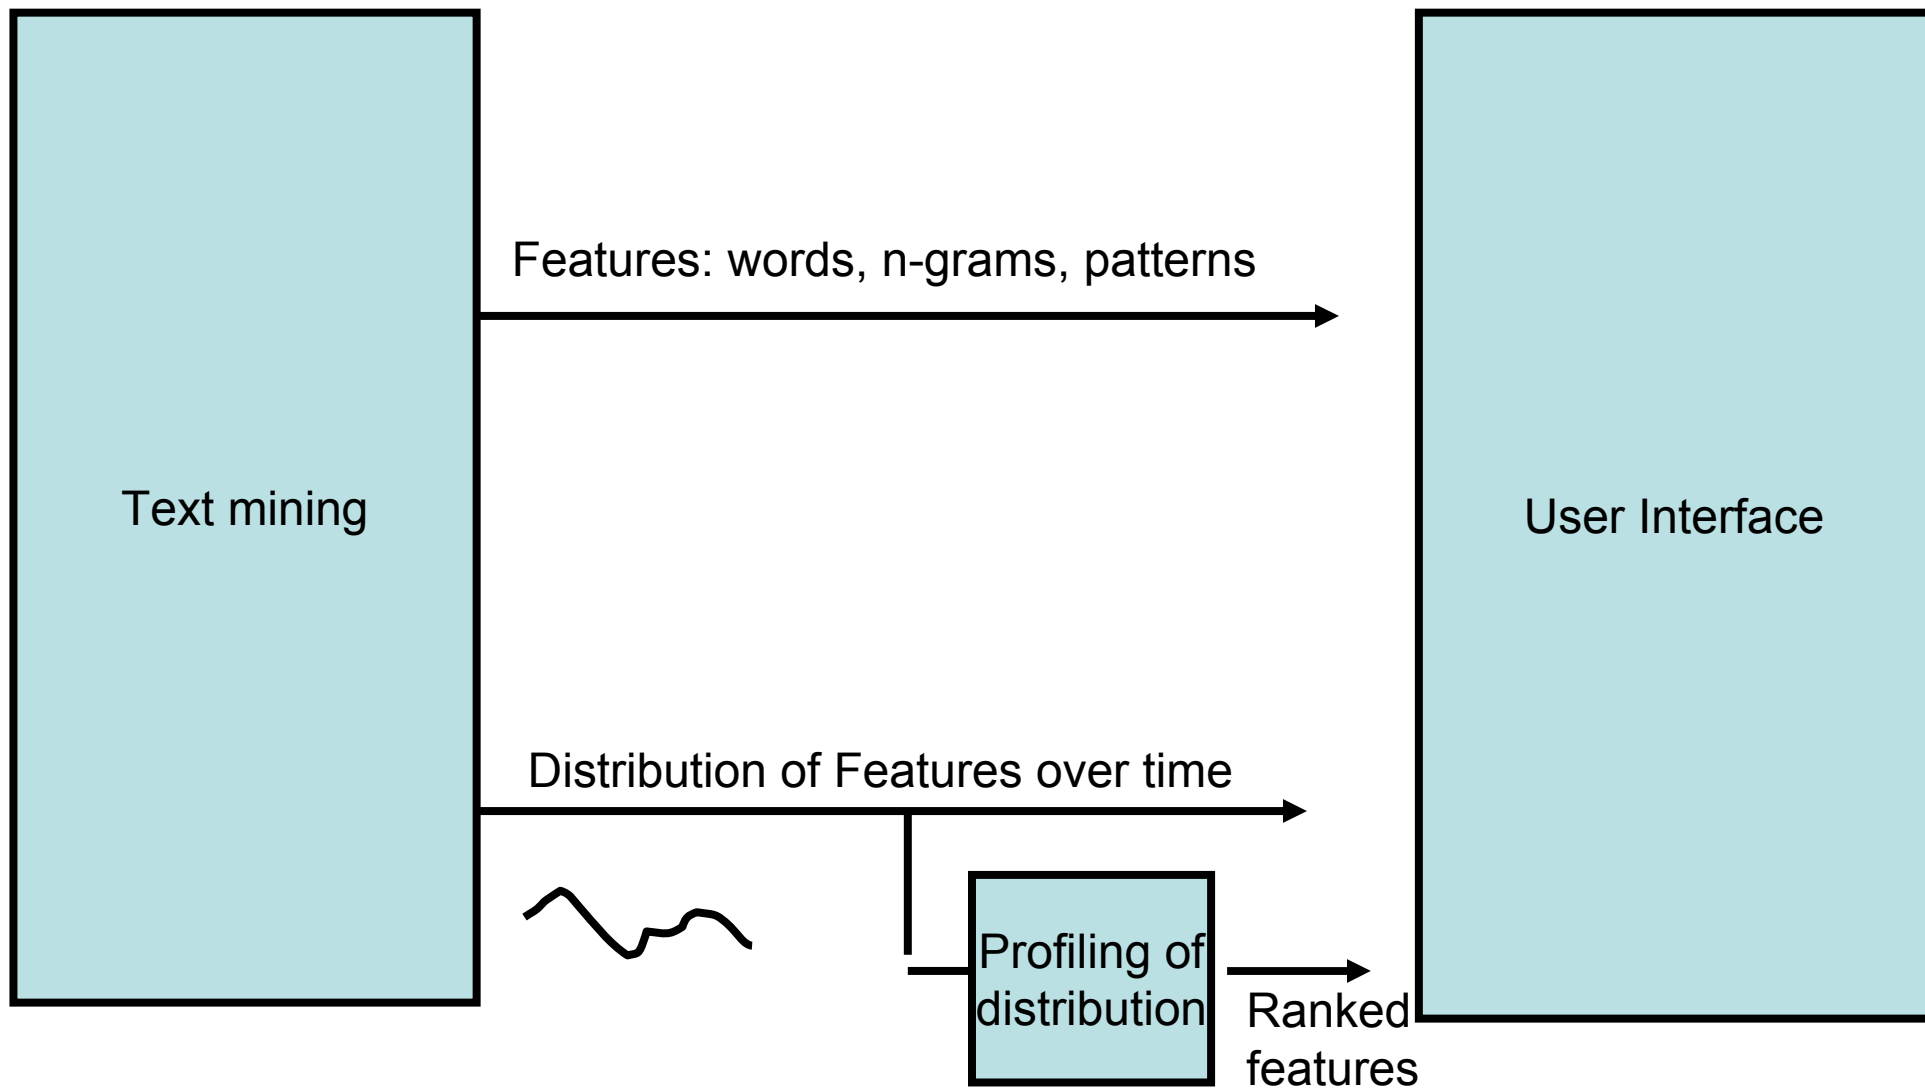 Features: words, n-grams, patterns
Text mining
User Interface
Distribution of Features over time
Profiling of
distribution
Ranked
features